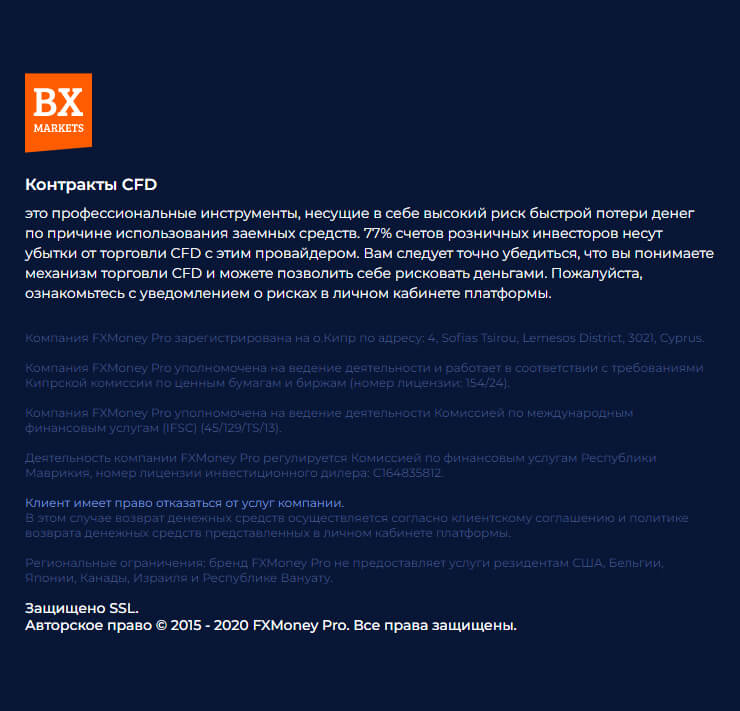 BX
MARKETS
Контракты CFD
это профессиональные инструменты, несущие в себе высокий риск быстрой потери денег
по причине использования заемных средств. 77% счетов розничных инвесторов несут
убытки от торговли CFD с этим провайдером. Вам следует точно убедиться, что вы понимаете
механизм торговли CFD и можете позволить себе рисковать деньгами. Пожалуйста,
ознакомьтесь с уведомлением о рисках в личном кабинете платформы.
Компания FXMoney Pro зарегистрирована на о.Кипр по адресу: 4, Sofias Tsirou, Lemesos District, 3021, Cyprus.
Компания FXMoney Pro уполномочена на ведение деятельности и работает в соответствии с требованиями
Кипрской комиссии по ценным бумагам и биржам (номер лицензии: 154/24).
Компания FXMoney Pro уполномочена на ведение деятельности Комиссией по международным
финансовым услугам (IFSC) (45/129/TS/13).
Деятельность компании FXMoney Pro регулируется Комиссией по финансовым услугам Республики
Маврикия, номер лицензии инвестиционного дилера: C164835812.
Клиент имеет право отказаться от услуг компании.
В этом случае возврат денежных средств осуществляется согласно клиентскому соглашению и политике
возврата денежных средств представленных в личном кабинете платформы.
Региональные ограничения: бренд FXMoney Pro не предоставляет услуги резидентам США, Бельгии,
Японии, Канады, Израиля и Республике Вануату.
Защищено SSL.
Авторское право © 2015 - 2020 FXMoney Pro. Все права защищены.